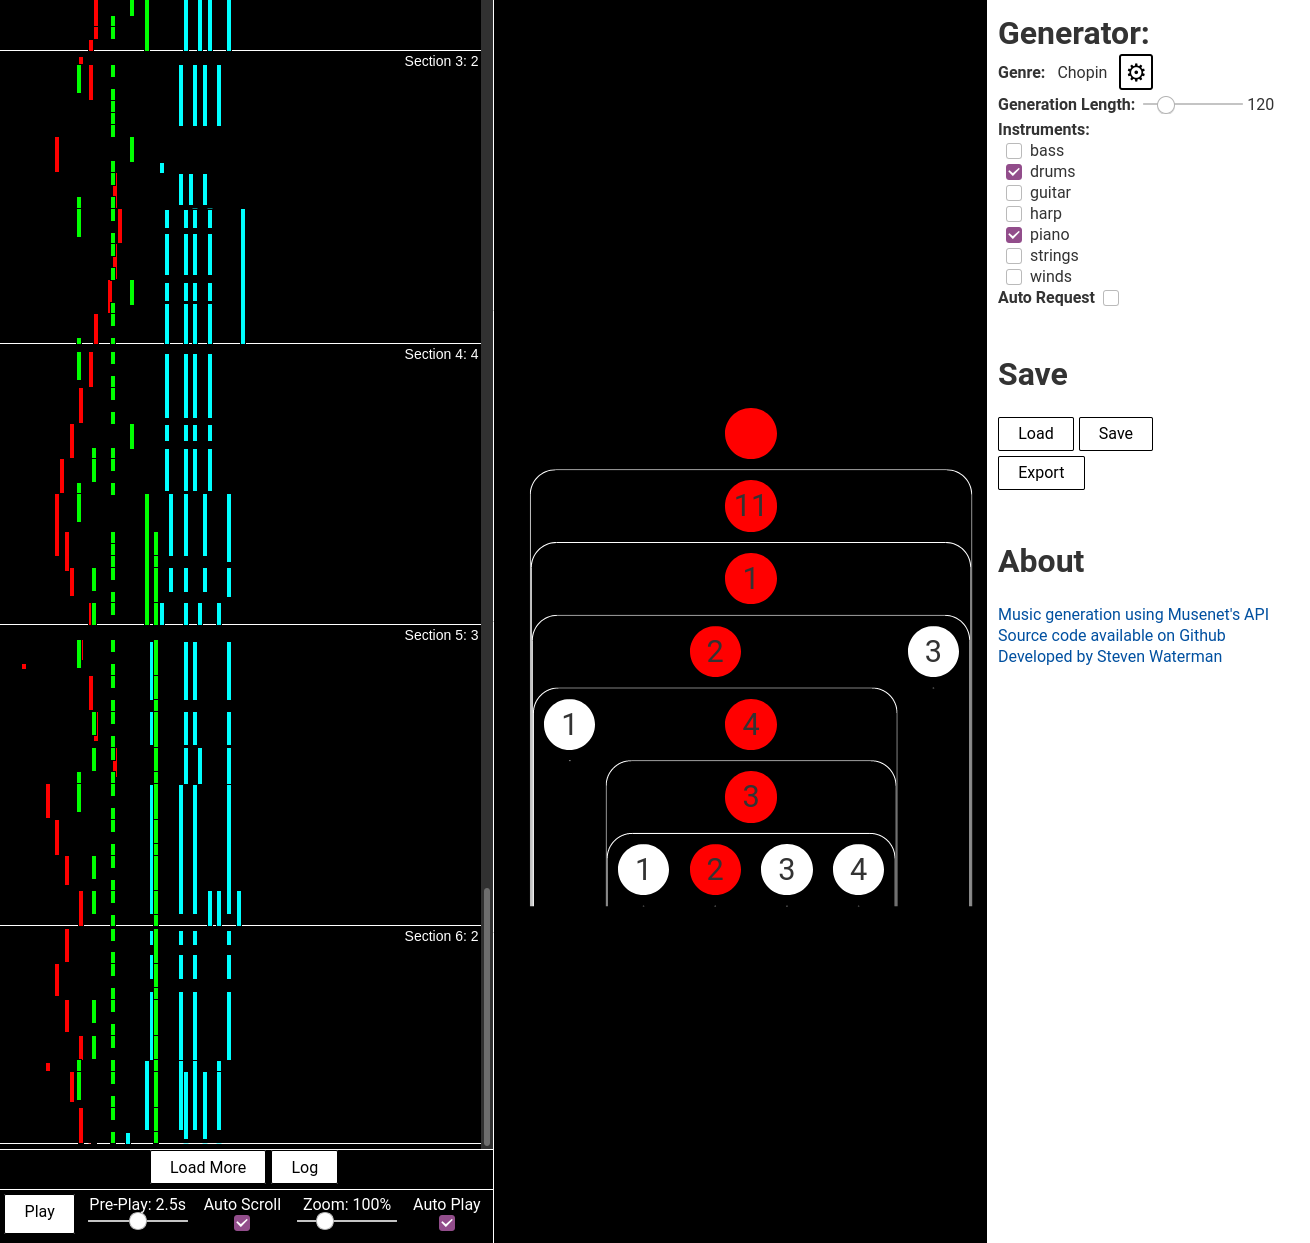 Section 3: 2
Section 4: 4
Section 5: 3
Section 6: 2
Load More
Log
Play
Pre-Play: 2.5s
Auto Scroll
Zoom: 100%
Auto Play
11
1
2
3
1
4
3
1
2
3
4
Generator:
Genre: Chopin
Generation Length: 120
Instruments:
bass
drums
guitar
harp
piano
strings
winds
Auto Request
Save
Load
Save
Export
About
Music generation using Musenet's API
Source code available on Github
Developed by Steven Waterman